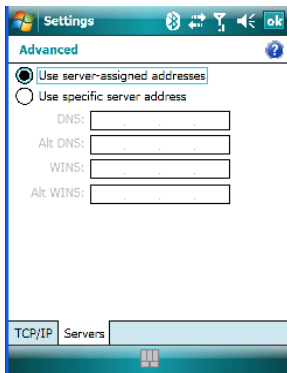 Settings ok
Advanced ?
Use server-assigned addresses
Use specific server address
DNS: . . .
Alt DNS: . . .
WINS: . . .
Alt WINS: . . .
TCP/IP Servers